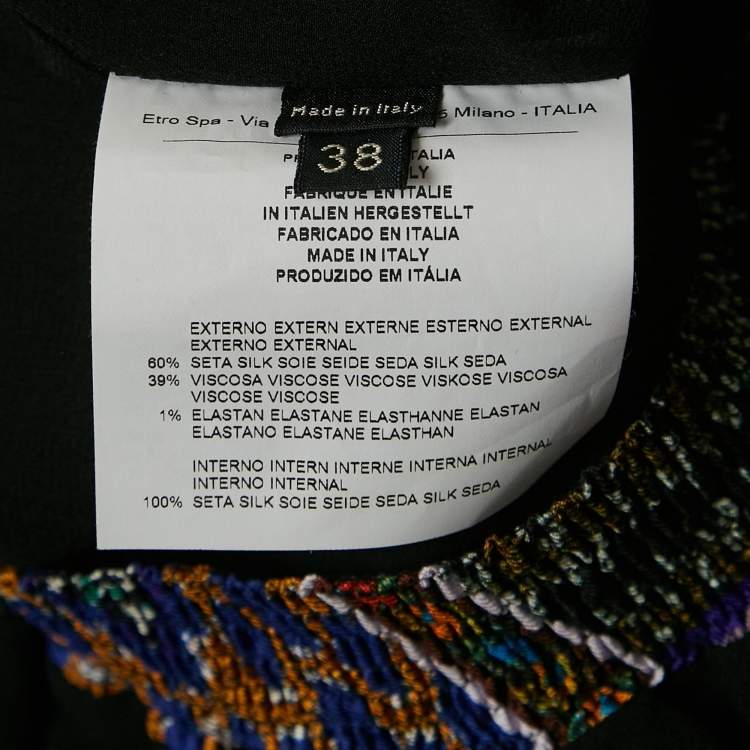 Etro Spa - Via Milano - ITALIA
Made in Italy
38
FABRIQUE EN ITALIE
IN ITALIEN HERGESTELLT
FABRICADO EN ITALIA
MADE IN ITALY
PRODUZIDO EM ITÁLIA
EXTERNO EXTERN EXTERNE ESTERNO EXTERNAL
EXTERNO EXTERNAL
60% SETA SILK SOIE SEIDE SEDA SILK SEDA
39% VISCOSA VISCOSE VISCOSE VISKOSE VISCOSA
VISCOSE VISCOSE
1% ELASTAN ELASTANE ELASTHANNE ELASTAN
ELASTANO ELASTANE ELASTHAN
INTERNO INTERN INTERNE INTERNA INTERNAL
INTERNO INTERNAL
100% SETA SILK SOIE SEIDE SEDA SILK SEDA